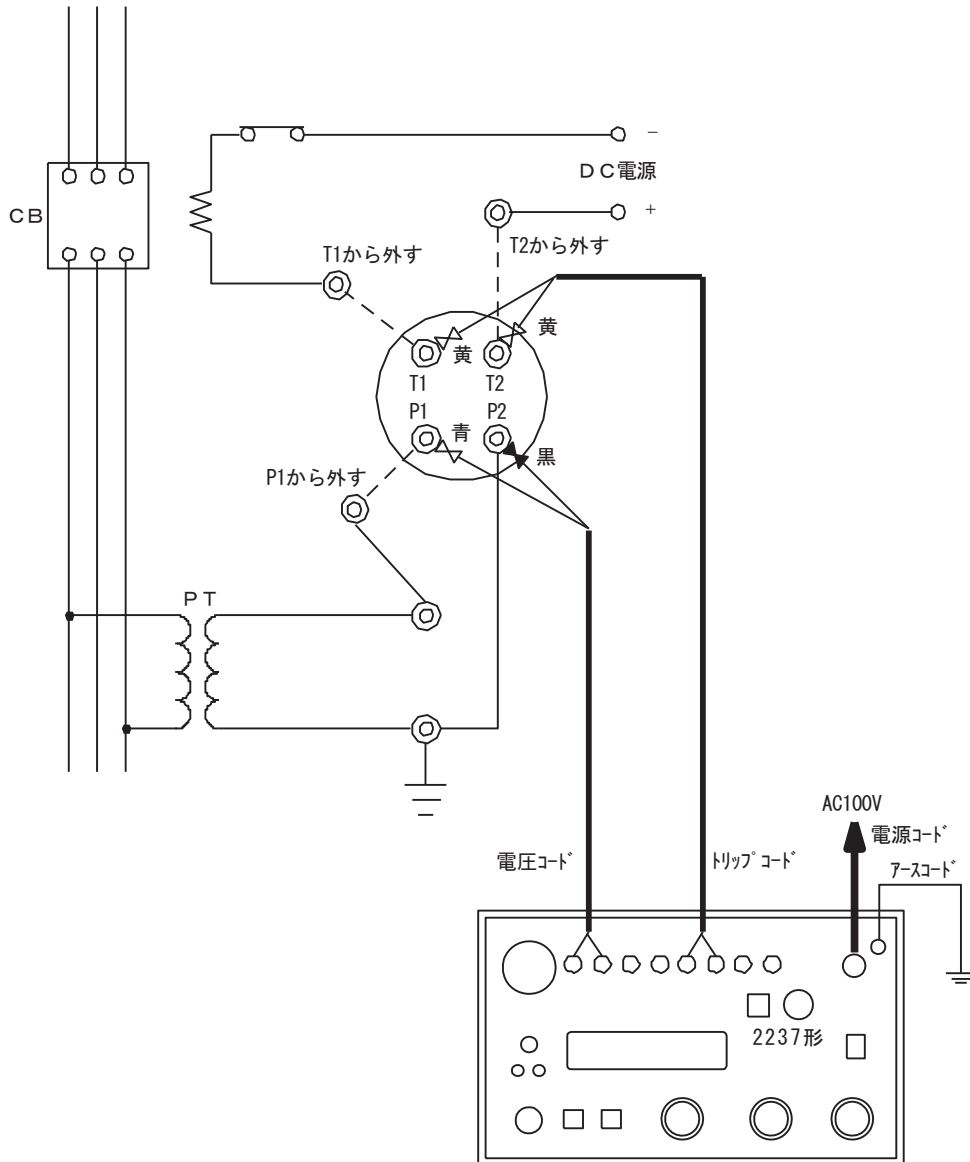 −
DC電源
CB
+
T1から外す
T2から外す
黄
黄
T1
T2
P1
P2
青
黒
P1から外す
PT
AC100V
電源ｺｰﾄﾞ
電圧ｺｰﾄﾞ
ﾄﾘｯﾌﾟｺｰﾄﾞ
ｱｰｽｺｰﾄﾞ
2237形